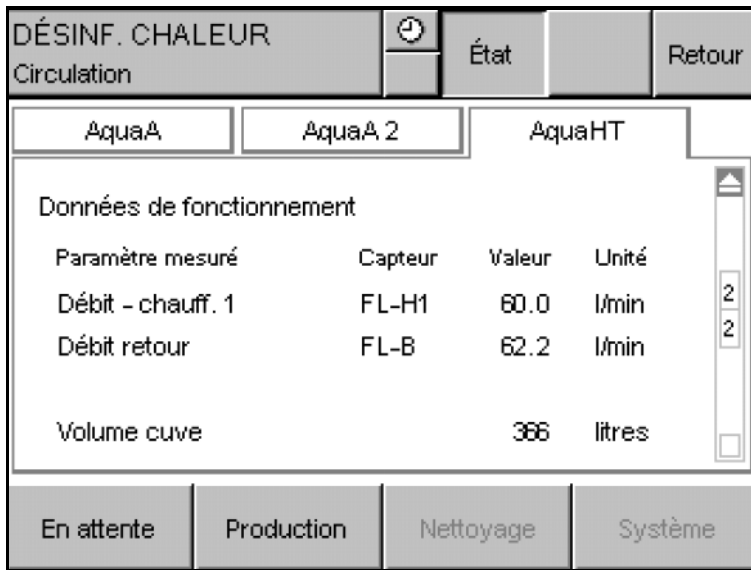 DÉSINF. CHALEUR
Circulation
État
Retour
AquaA
AquaA 2
AquaHT
Données de fonctionnement
Paramètre mesuré Capteur Valeur Unité
Débit - chauff. 1 FL-H1 60.0 l/min
Débit retour FL-B 62.2 l/min
2
2
Volume cuve 366 litres
En attente
Production
Nettoyage
Système